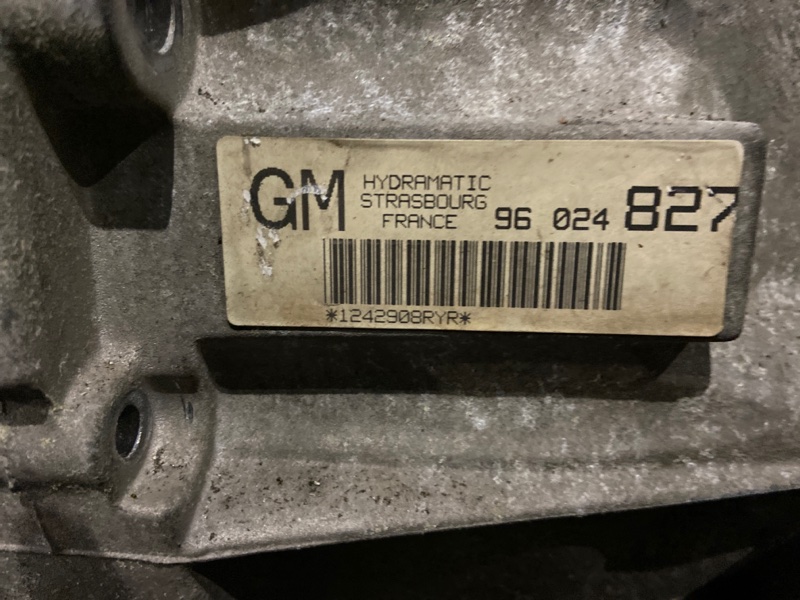 GM
HYDRAMATIC
STRASBOURG
FRANCE
96 024 827
*1242908RYR*